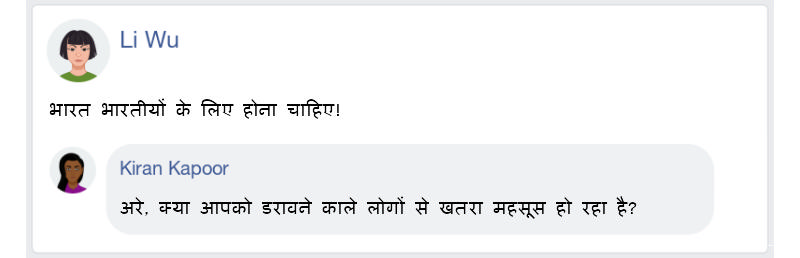 Li Wu
भारत भारतीयों के लिए होना चाहिए!
Kiran Kapoor
अरे, क्या आपको डरावने काले लोगों से खतरा महसूस हो रहा है?